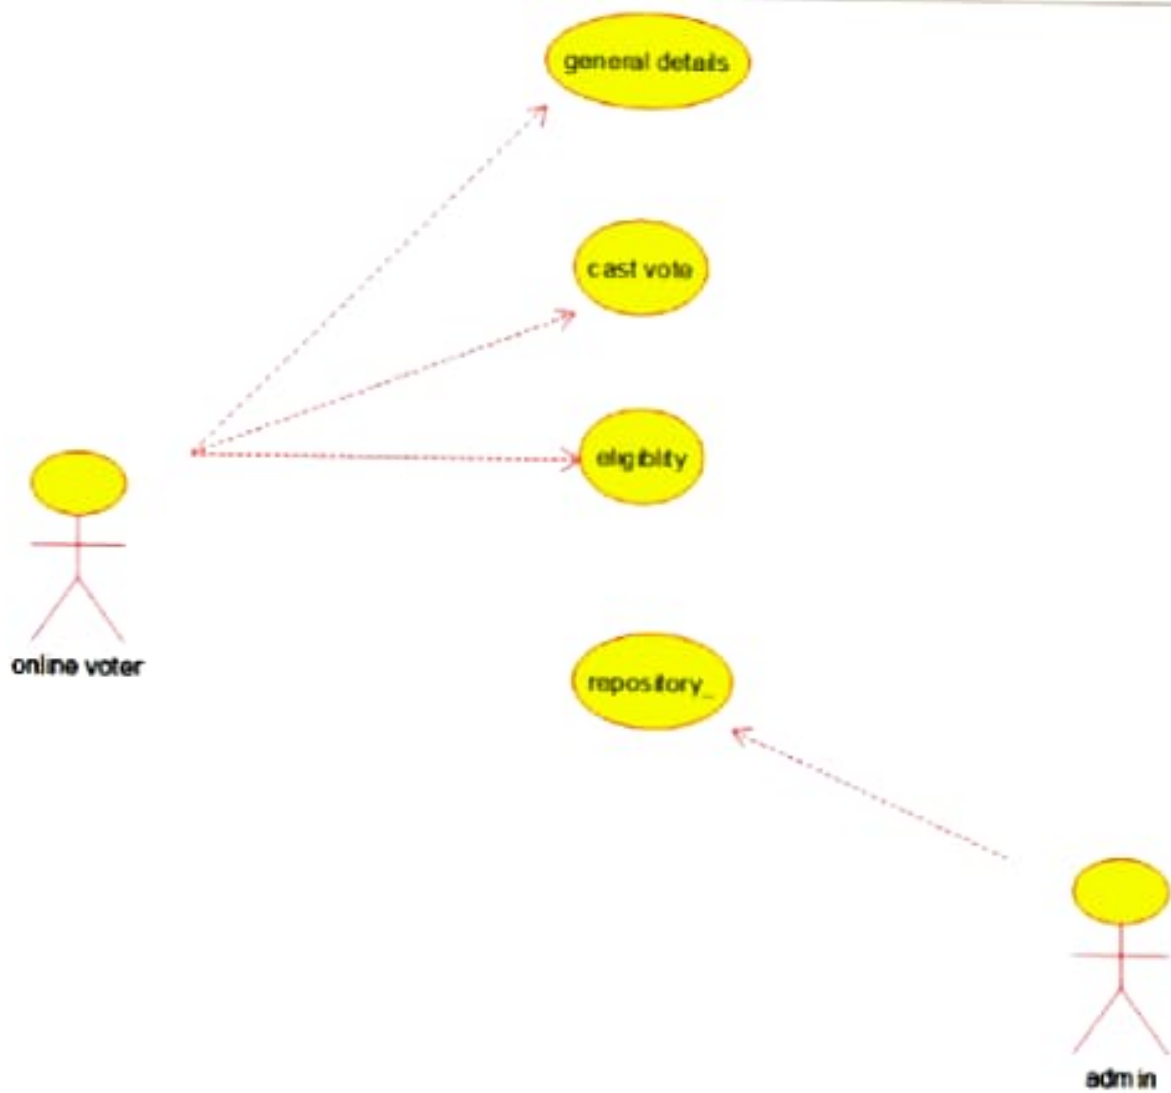 general details
cast vote
eligiblity
online voter
repository_
admin